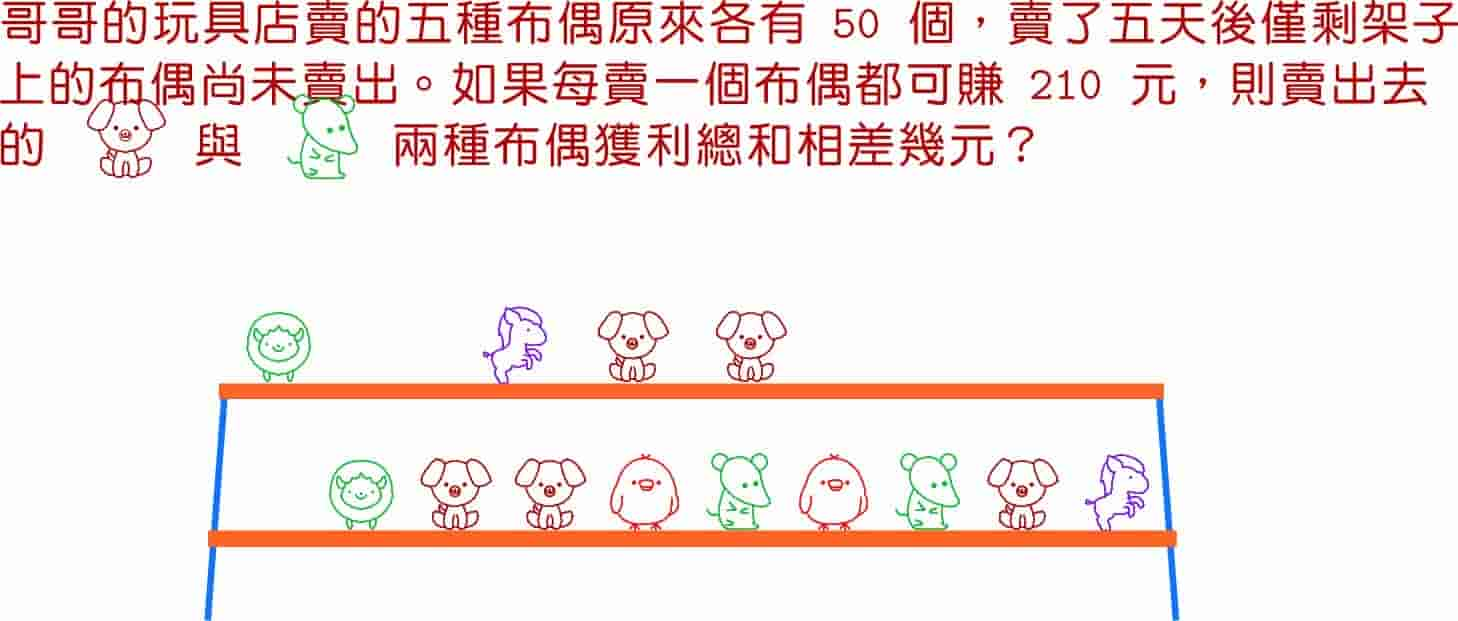 哥哥的玩具店賣的五種布偶原來各有 50 個，賣了五天後僅剩架子
上的布偶尚未賣出。如果每賣一個布偶都可賺 210 元，則賣出去
的 與 兩種布偶獲利總和相差幾元？